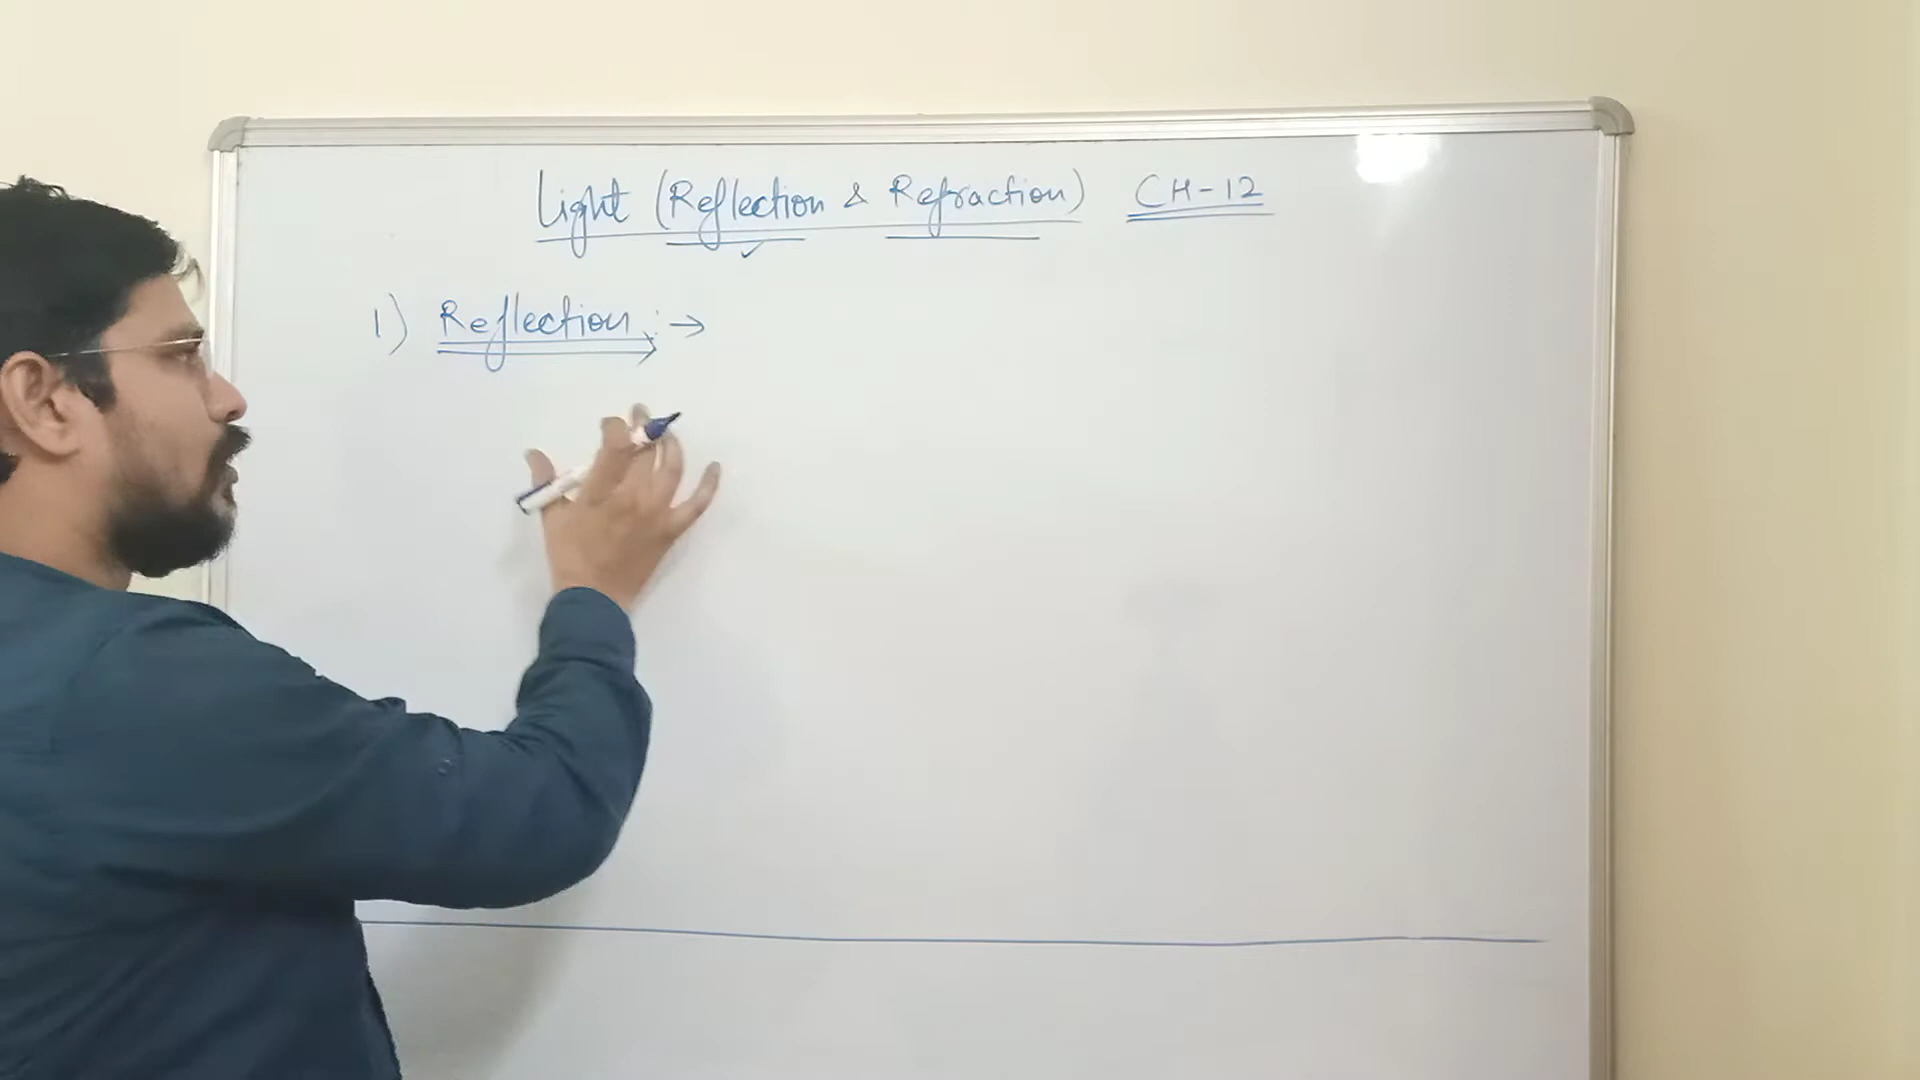 Light (Reflection & Refraction) CH-12
1) Reflection : →